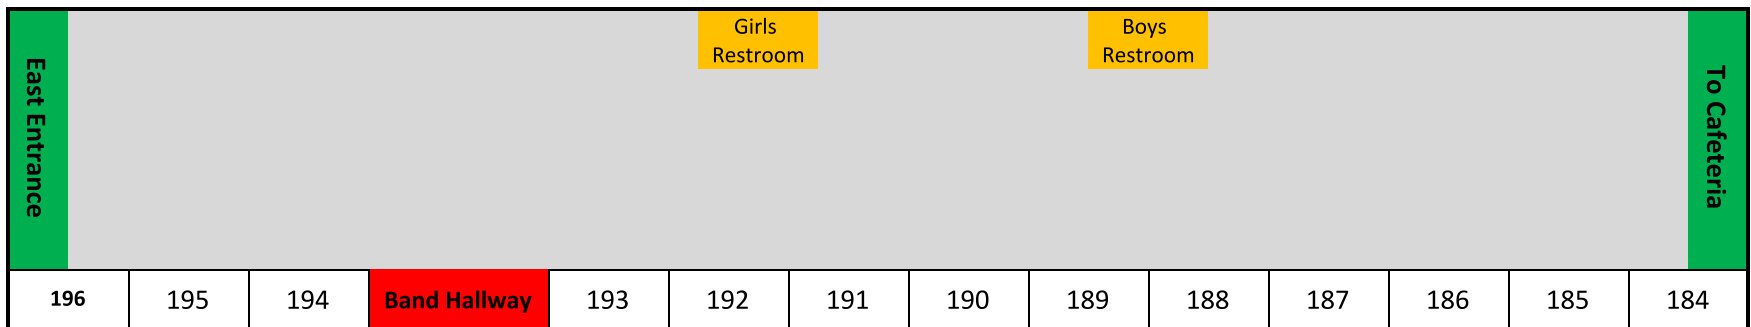 East Entrance
Girls
Restroom
Boys
Restroom
To Cafeteria
196
195
194
Band Hallway
193
192
191
190
189
188
187
186
185
184